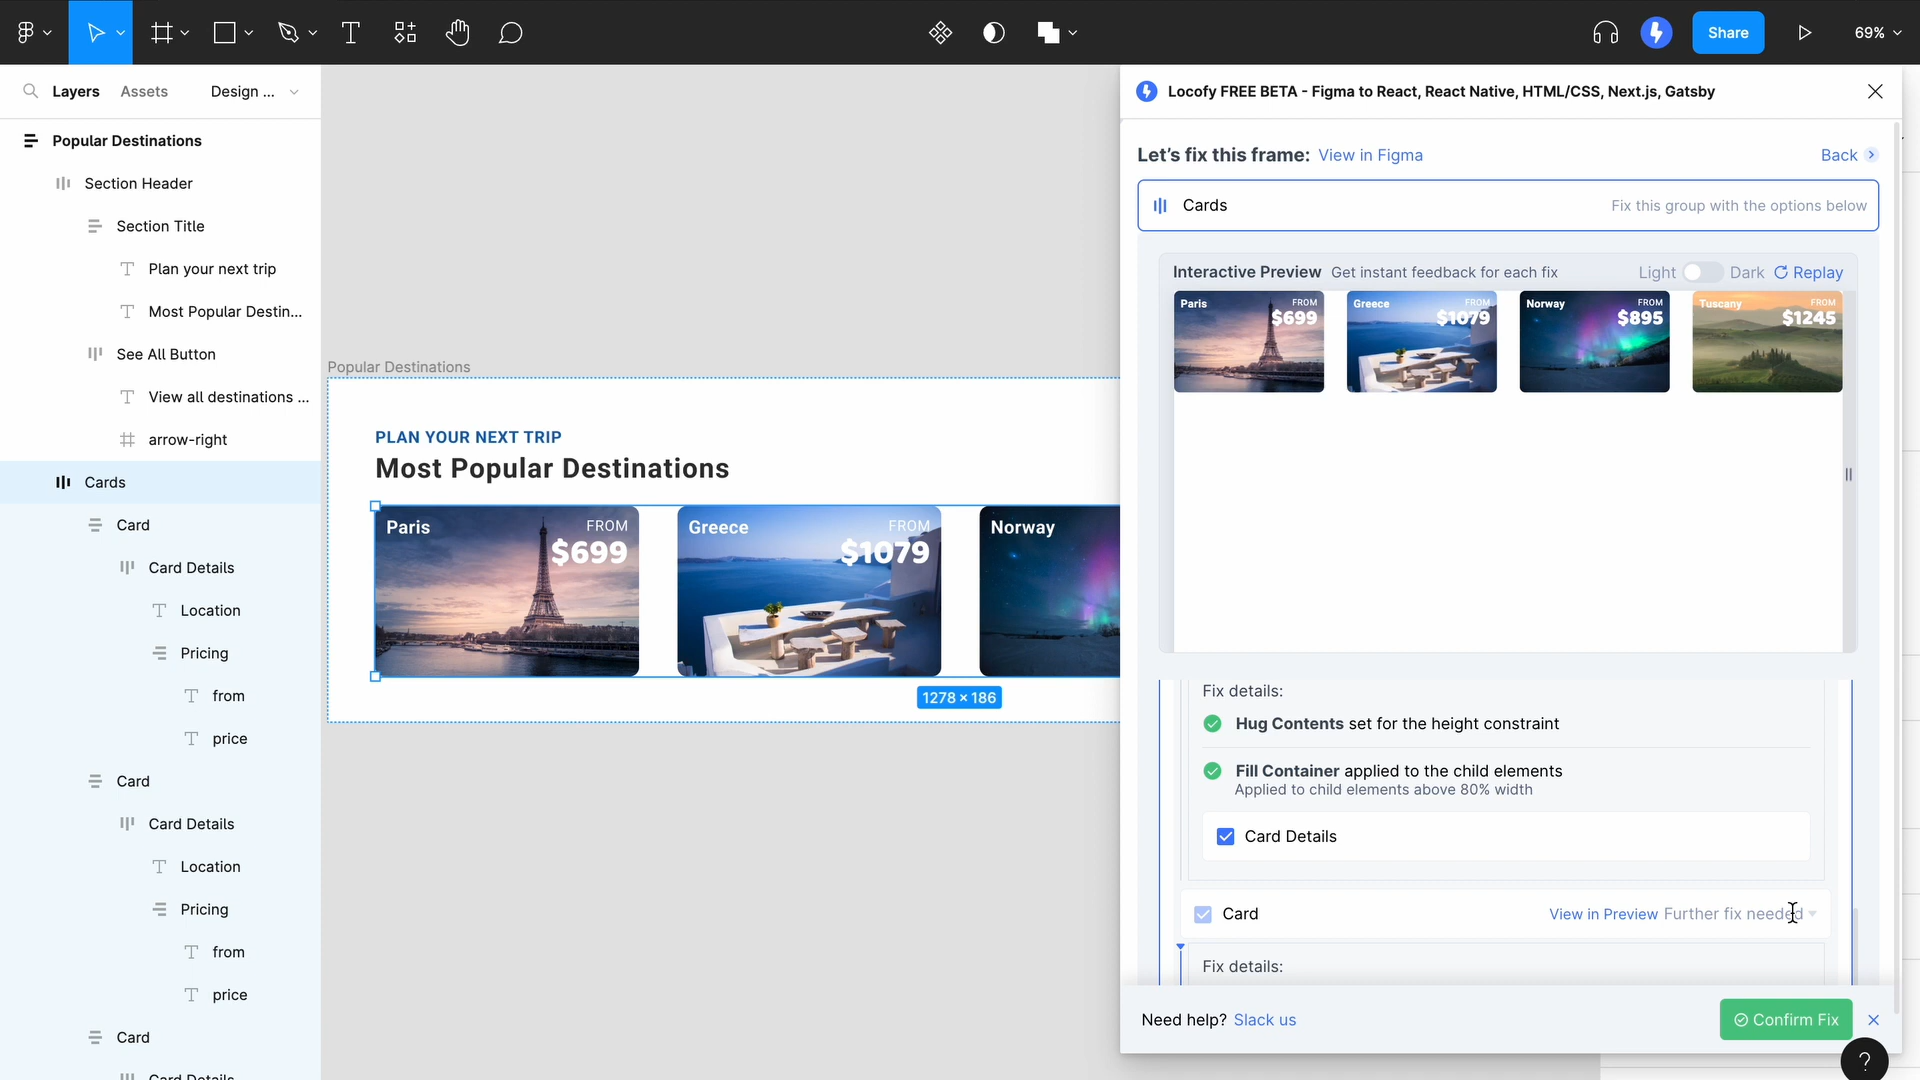 Share
69%
Layers
Assets
Design ...
Popular Destinations
Section Header
Section Title
Plan your next trip
Most Popular Destin...
See All Button
View all destinations ...
arrow-right
Cards
Card
Card Details
Location
Pricing
from
price
Card
Card Details
Location
Pricing
from
price
Card
Card Details
Popular Destinations
PLAN YOUR NEXT TRIP
Most Popular Destinations
Paris
FROM
$699
Greece
FROM
$1079
Norway
1278 × 186
Locofy FREE BETA - Figma to React, React Native, HTML/CSS, Next.js, Gatsby
Let's fix this frame: View in Figma
Back
Cards
Fix this group with the options below
Interactive Preview Get instant feedback for each fix
Light Dark Replay
Paris
FROM
$699
Greece
FROM
$1079
Norway
FROM
$895
Tuscany
FROM
$1245
Fix details:
Hug Contents set for the height constraint
Fill Container applied to the child elements
Applied to child elements above 80% width
Card Details
Card
View in Preview Further fix needed
Fix details:
Need help? Slack us
Confirm Fix
?